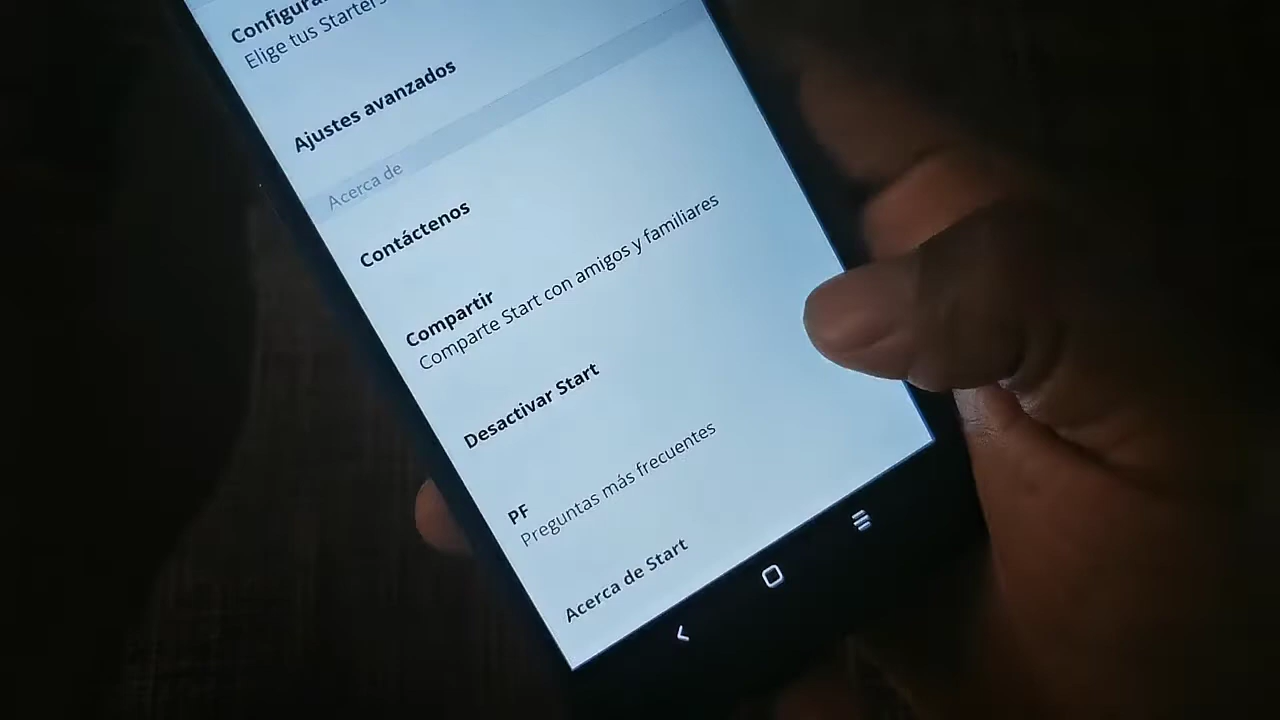 Elige tus Starters
Ajustes avanzados
Acerca de
Contáctenos
Compartir
Comparte Start con amigos y familiares
Desactivar Start
PF
Preguntas más frecuentes
Acerca de Start